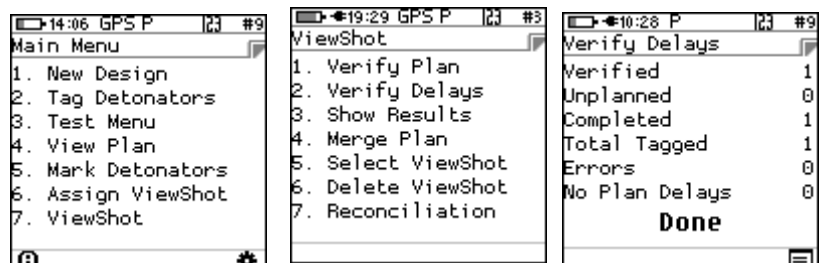 14:06 GPS P 123 #9
Main Menu
1. New Design
2. Tag Detonators
3. Test Menu
4. View Plan
5. Mark Detonators
6. Assign ViewShot
7. ViewShot
19:29 GPS P 123 #3
ViewShot
1. Verify Plan
2. Verify Delays
3. Show Results
4. Merge Plan
5. Select ViewShot
6. Delete ViewShot
7. Reconciliation
10:28 P 123 #9
Verify Delays
Verified 1
Unplanned 0
Completed 1
Total Tagged 1
Errors 0
No Plan Delays 0
Done